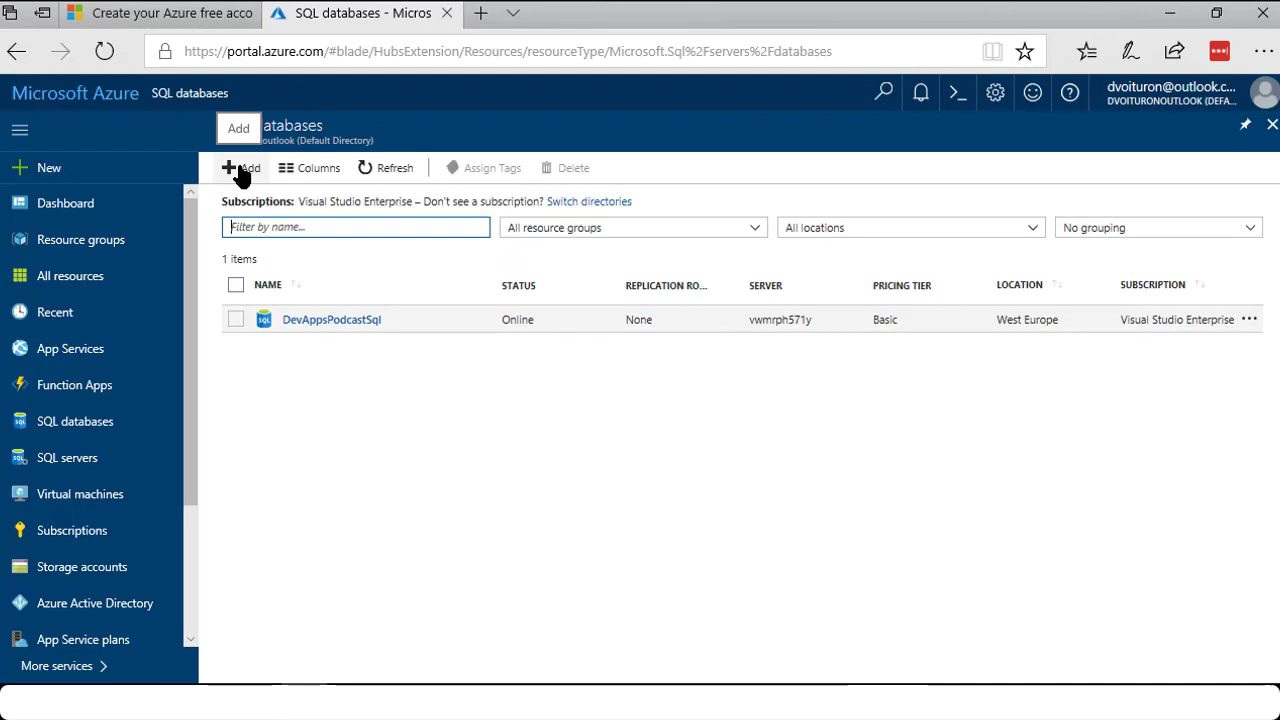 Create your Azure free acco
SQL databases - Micros
https://portal.azure.com/#blade/HubsExtension/Resources/resourceType/Microsoft.Sql%2Fservers%2Fdatabases
Microsoft Azure SQL databases
dvoituron@outlook.c...
DVOITURONOUTLOOK (DEFA...
Add
atabases
outlook (Default Directory)
New
Add Columns Refresh Assign Tags Delete
Subscriptions: Visual Studio Enterprise – Don't see a subscription? Switch directories
Filter by name... All resource groups All locations No grouping
1 items
NAME STATUS REPLICATION RO... SERVER PRICING TIER LOCATION SUBSCRIPTION
DevAppsPodcastSql Online None vwmrph571y Basic West Europe Visual Studio Enterprise
Dashboard
Resource groups
All resources
Recent
App Services
Function Apps
SQL databases
SQL servers
Virtual machines
Subscriptions
Storage accounts
Azure Active Directory
App Service plans
More services